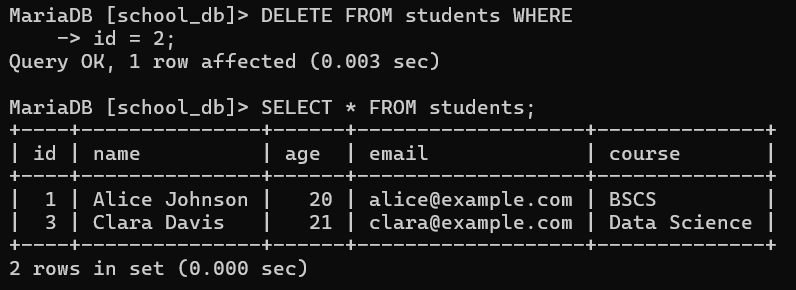 MariaDB [school_db]> DELETE FROM students WHERE
    -> id = 2;
Query OK, 1 row affected (0.003 sec)

MariaDB [school_db]> SELECT * FROM students;
+----+---------------+------+-------------------+--------------+
| id | name          | age  | email             | course       |
+----+---------------+------+-------------------+--------------+
|  1 | Alice Johnson |   20 | alice@example.com | BSCS         |
|  3 | Clara Davis   |   21 | clara@example.com | Data Science |
+----+---------------+------+-------------------+--------------+
2 rows in set (0.000 sec)